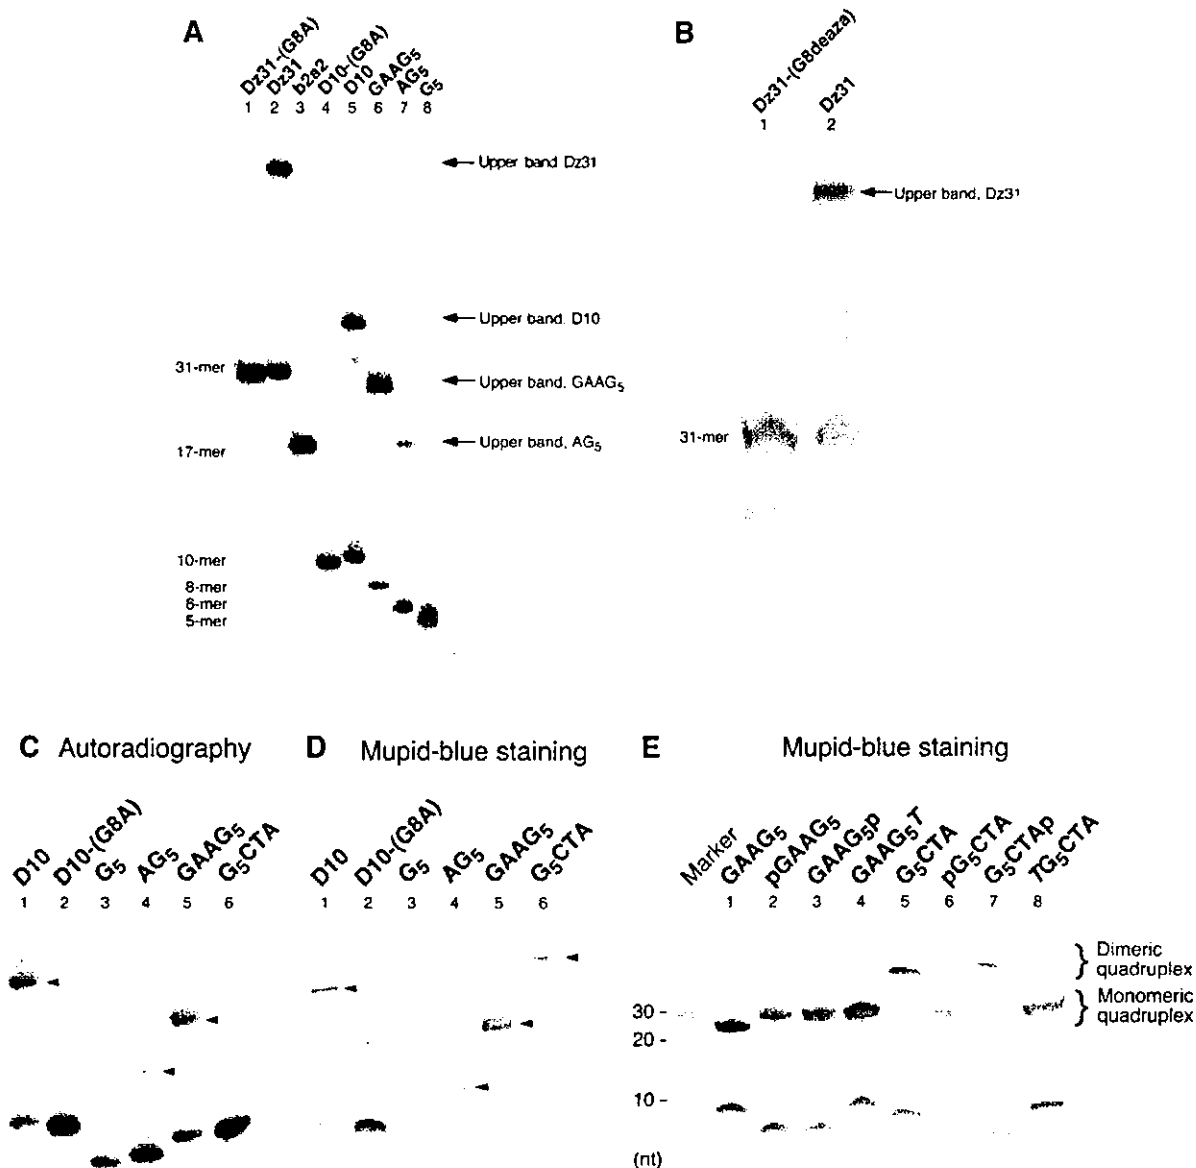 A
Dz31-(G8A)
Dz31
b2a2
D10-(G8A)
D10
GAAG5
AG5
G5
1 2 3 4 5 6 7 8
Upper band Dz31
Upper band, D10
31-mer
Upper band, GAAG5
17-mer
Upper band, AG5
10-mer
8-mer
6-mer
5-mer
B
Dz31-(G8deaza)
Dz31
1 2
Upper band, Dz31
31-mer
C Autoradiography
D10
D10-(G8A)
G5
AG5
GAAG5
G5CTA
1 2 3 4 5 6
D Mupid-blue staining
D10
D10-(G8A)
G5
AG5
GAAG5
G5CTA
1 2 3 4 5 6
E Mupid-blue staining
Marker
GAAG5
pGAAG5
GAAG5p
GAAG5T
G5CTA
pG5CTA
G5CTAp
TG5CTA
1 2 3 4 5 6 7 8
Dimeric
quadruplex
Monomeric
quadruplex
30 -
20 -
10 -
(nt)